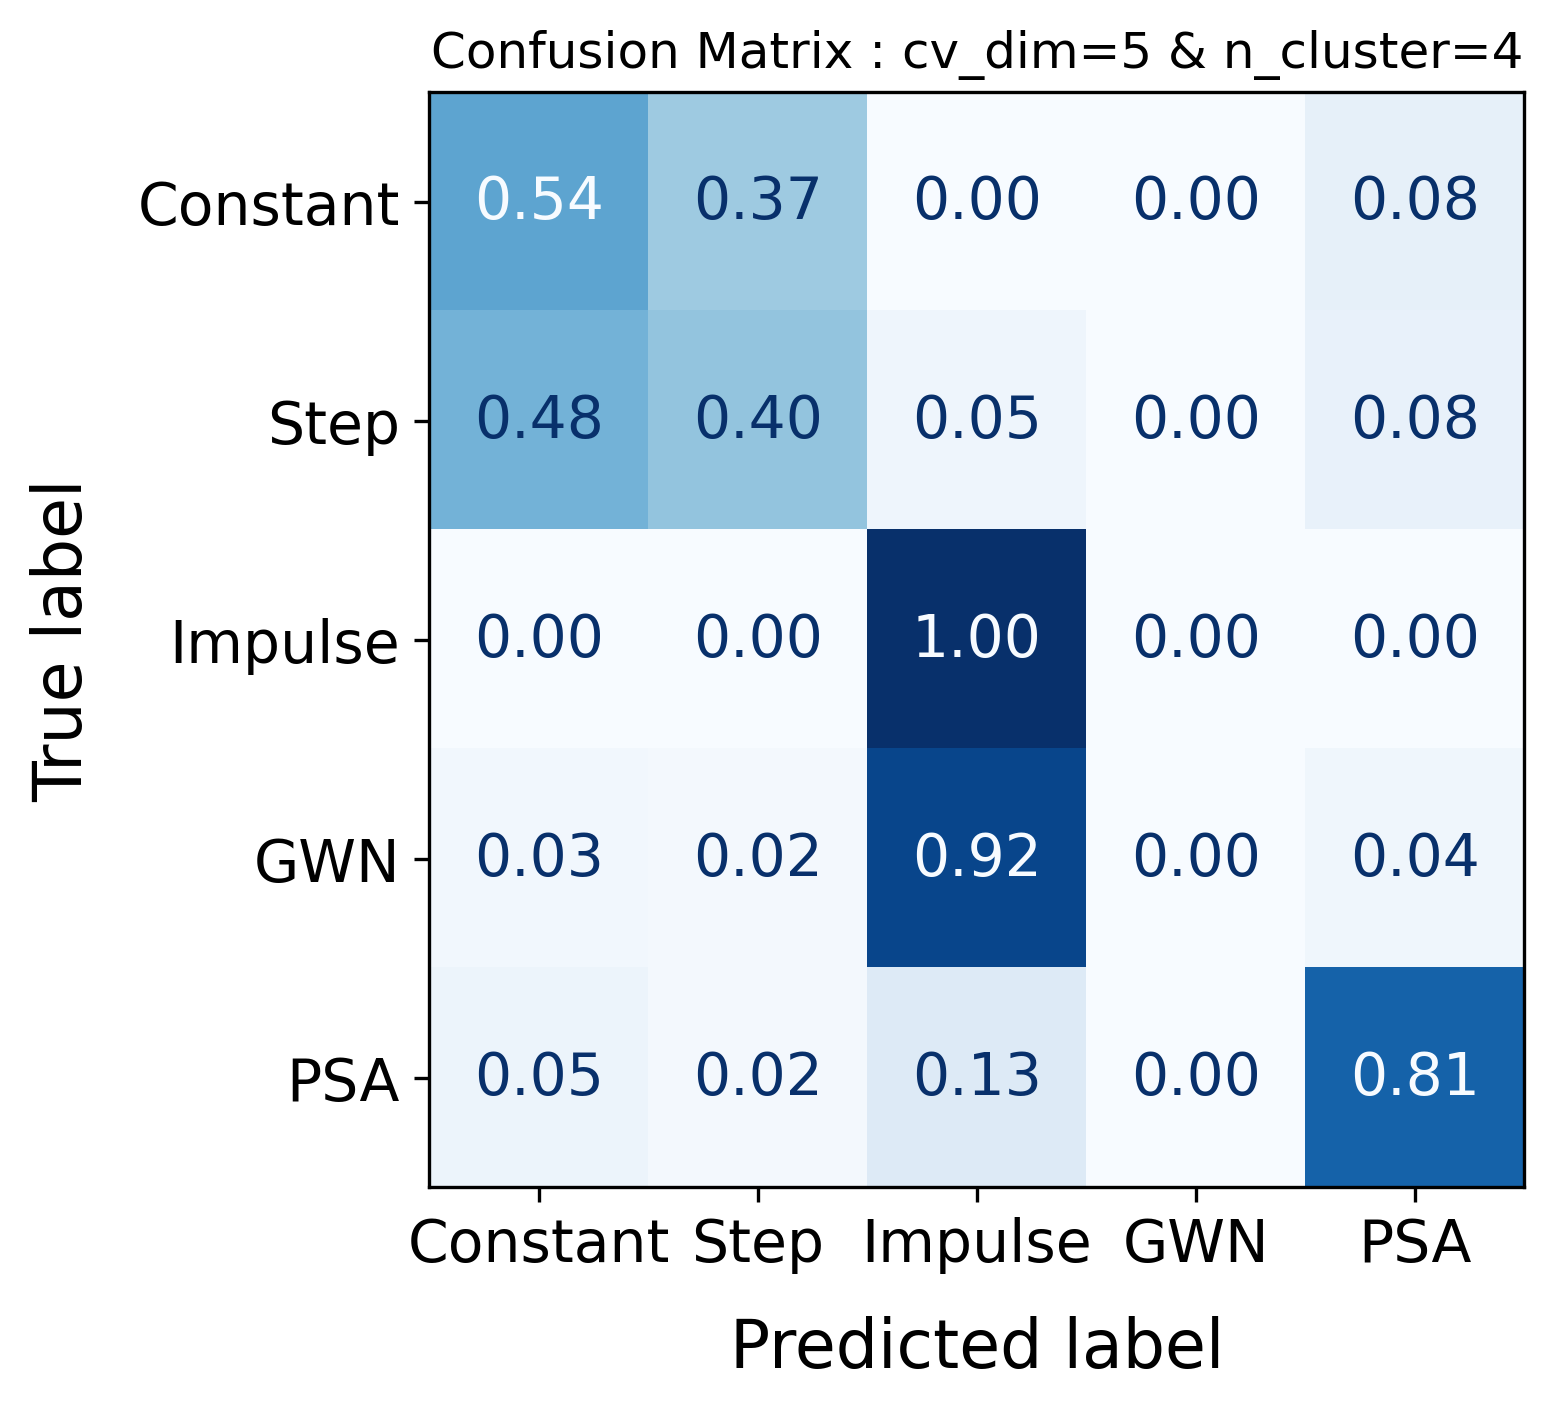 Confusion Matrix : cv_dim=5 & n_cluster=4
True label
Constant 0.54 0.37 0.00 0.00 0.08
Step 0.48 0.40 0.05 0.00 0.08
Impulse 0.00 0.00 1.00 0.00 0.00
GWN 0.03 0.02 0.92 0.00 0.04
PSA 0.05 0.02 0.13 0.00 0.81
Constant Step Impulse GWN PSA
Predicted label